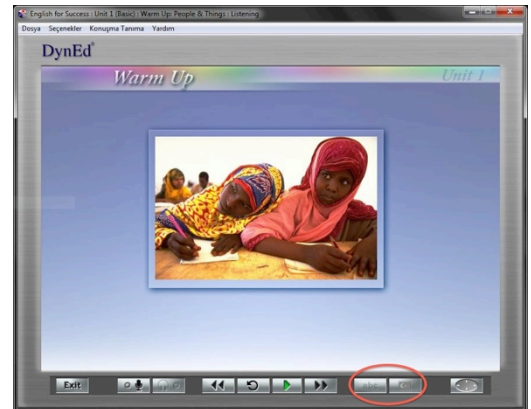 English for Success : Unit 1 (Basic) : Warm Up: People & Things : Listening
Dosya Seçenekler Konuşma Tanıma Yardım
DynEd®
Warm Up Unit 1
Exit abc